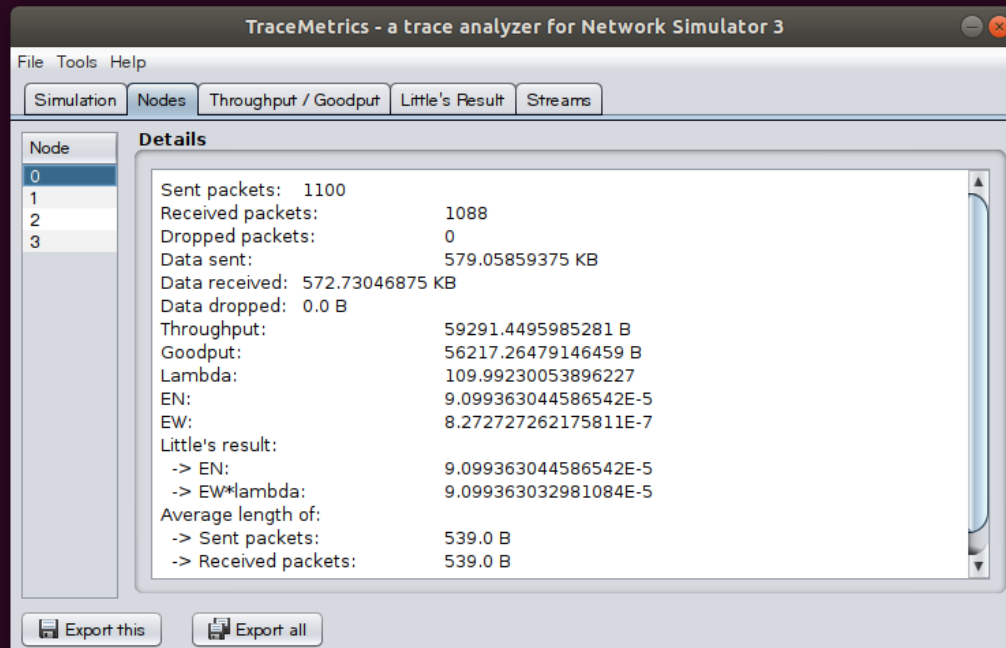 TraceMetrics - a trace analyzer for Network Simulator 3
File Tools Help
Simulation Nodes Throughput / Goodput Little's Result Streams
Node
0
1
2
3
Details
Sent packets: 1100
Received packets: 1088
Dropped packets: 0
Data sent: 579.05859375 KB
Data received: 572.73046875 KB
Data dropped: 0.0 B
Throughput: 59291.4495985281 B
Goodput: 56217.26479146459 B
Lambda: 109.99230053896227
EN: 9.099363044586542E-5
EW: 8.272727262175811E-7
Little's result:
-> EN: 9.099363044586542E-5
-> EW*lambda: 9.099363032981084E-5
Average length of:
-> Sent packets: 539.0 B
-> Received packets: 539.0 B
Export this Export all